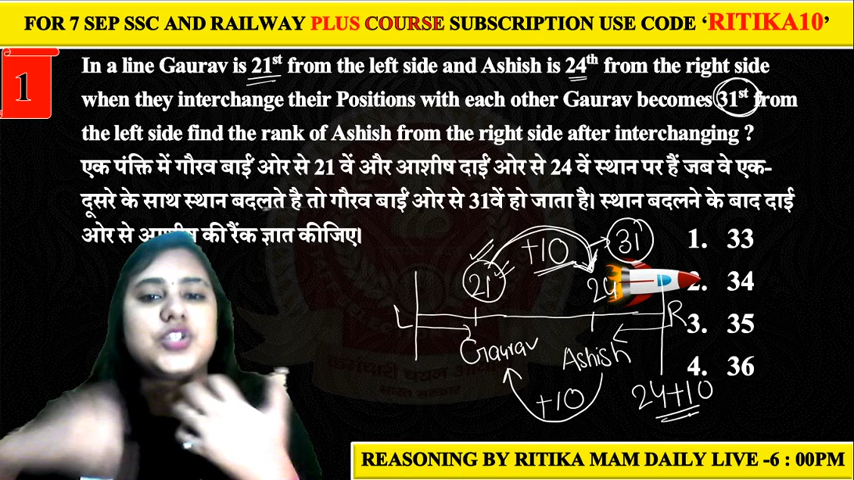 FOR 7 SEP SSC AND RAILWAY PLUS COURSE SUBSCRIPTION USE CODE ‘RITIKA10’
1
In a line Gaurav is 21st from the left side and Ashish is 24th from the right side
when they interchange their Positions with each other Gaurav becomes 31st from
the left side find the rank of Ashish from the right side after interchanging ?
एक पंक्ति में गौरव बाईं ओर से 21 वें और आशीष दाईं ओर से 24 वें स्थान पर हैं जब वे एक-
दूसरे के साथ स्थान बदलते है तो गौरव बाईं ओर से 31वें हो जाता है। स्थान बदलने के बाद दाई
ओर से की रैंक ज्ञात कीजिए।
+10 31
21 24
L R
Gaurav Ashish
+10 24+10
1. 33
2. 34
3. 35
4. 36
REASONING BY RITIKA MAM DAILY LIVE -6 : 00PM